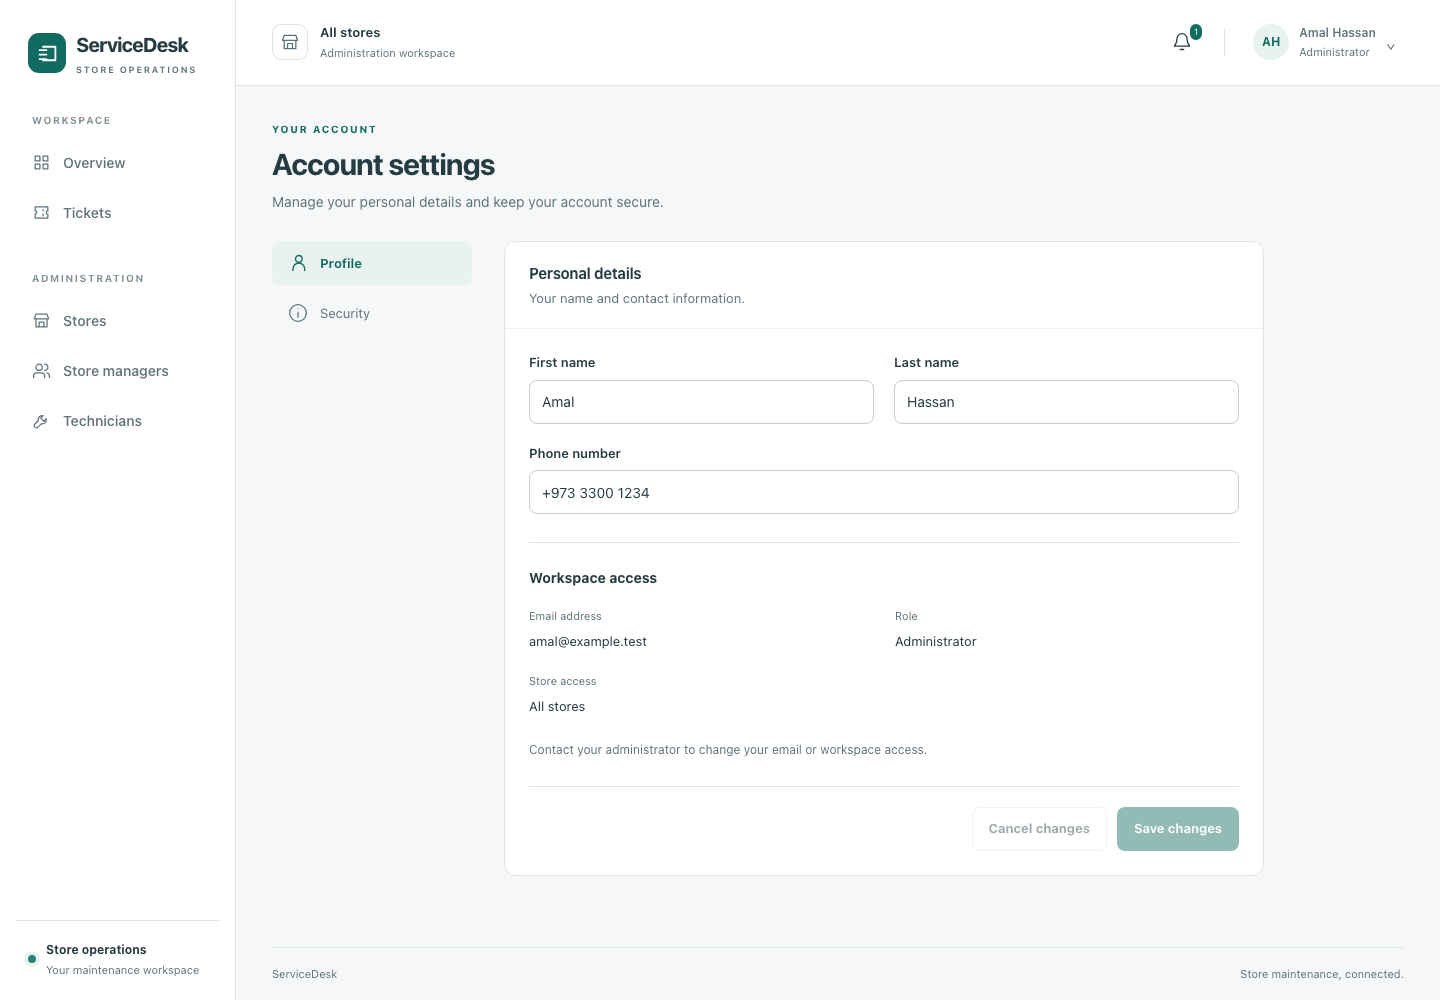 ServiceDesk
STORE OPERATIONS
WORKSPACE
Overview
Tickets
ADMINISTRATION
Stores
Store managers
Technicians
Store operations
Your maintenance workspace
All stores
Administration workspace
1
AH
Amal Hassan
Administrator
YOUR ACCOUNT
Account settings
Manage your personal details and keep your account secure.
Profile
Security
Personal details
Your name and contact information.
First name
Last name
Amal
Hassan
Phone number
+973 3300 1234
Workspace access
Email address
Role
amal@example.test
Administrator
Store access
All stores
Contact your administrator to change your email or workspace access.
Cancel changes
Save changes
ServiceDesk
Store maintenance, connected.